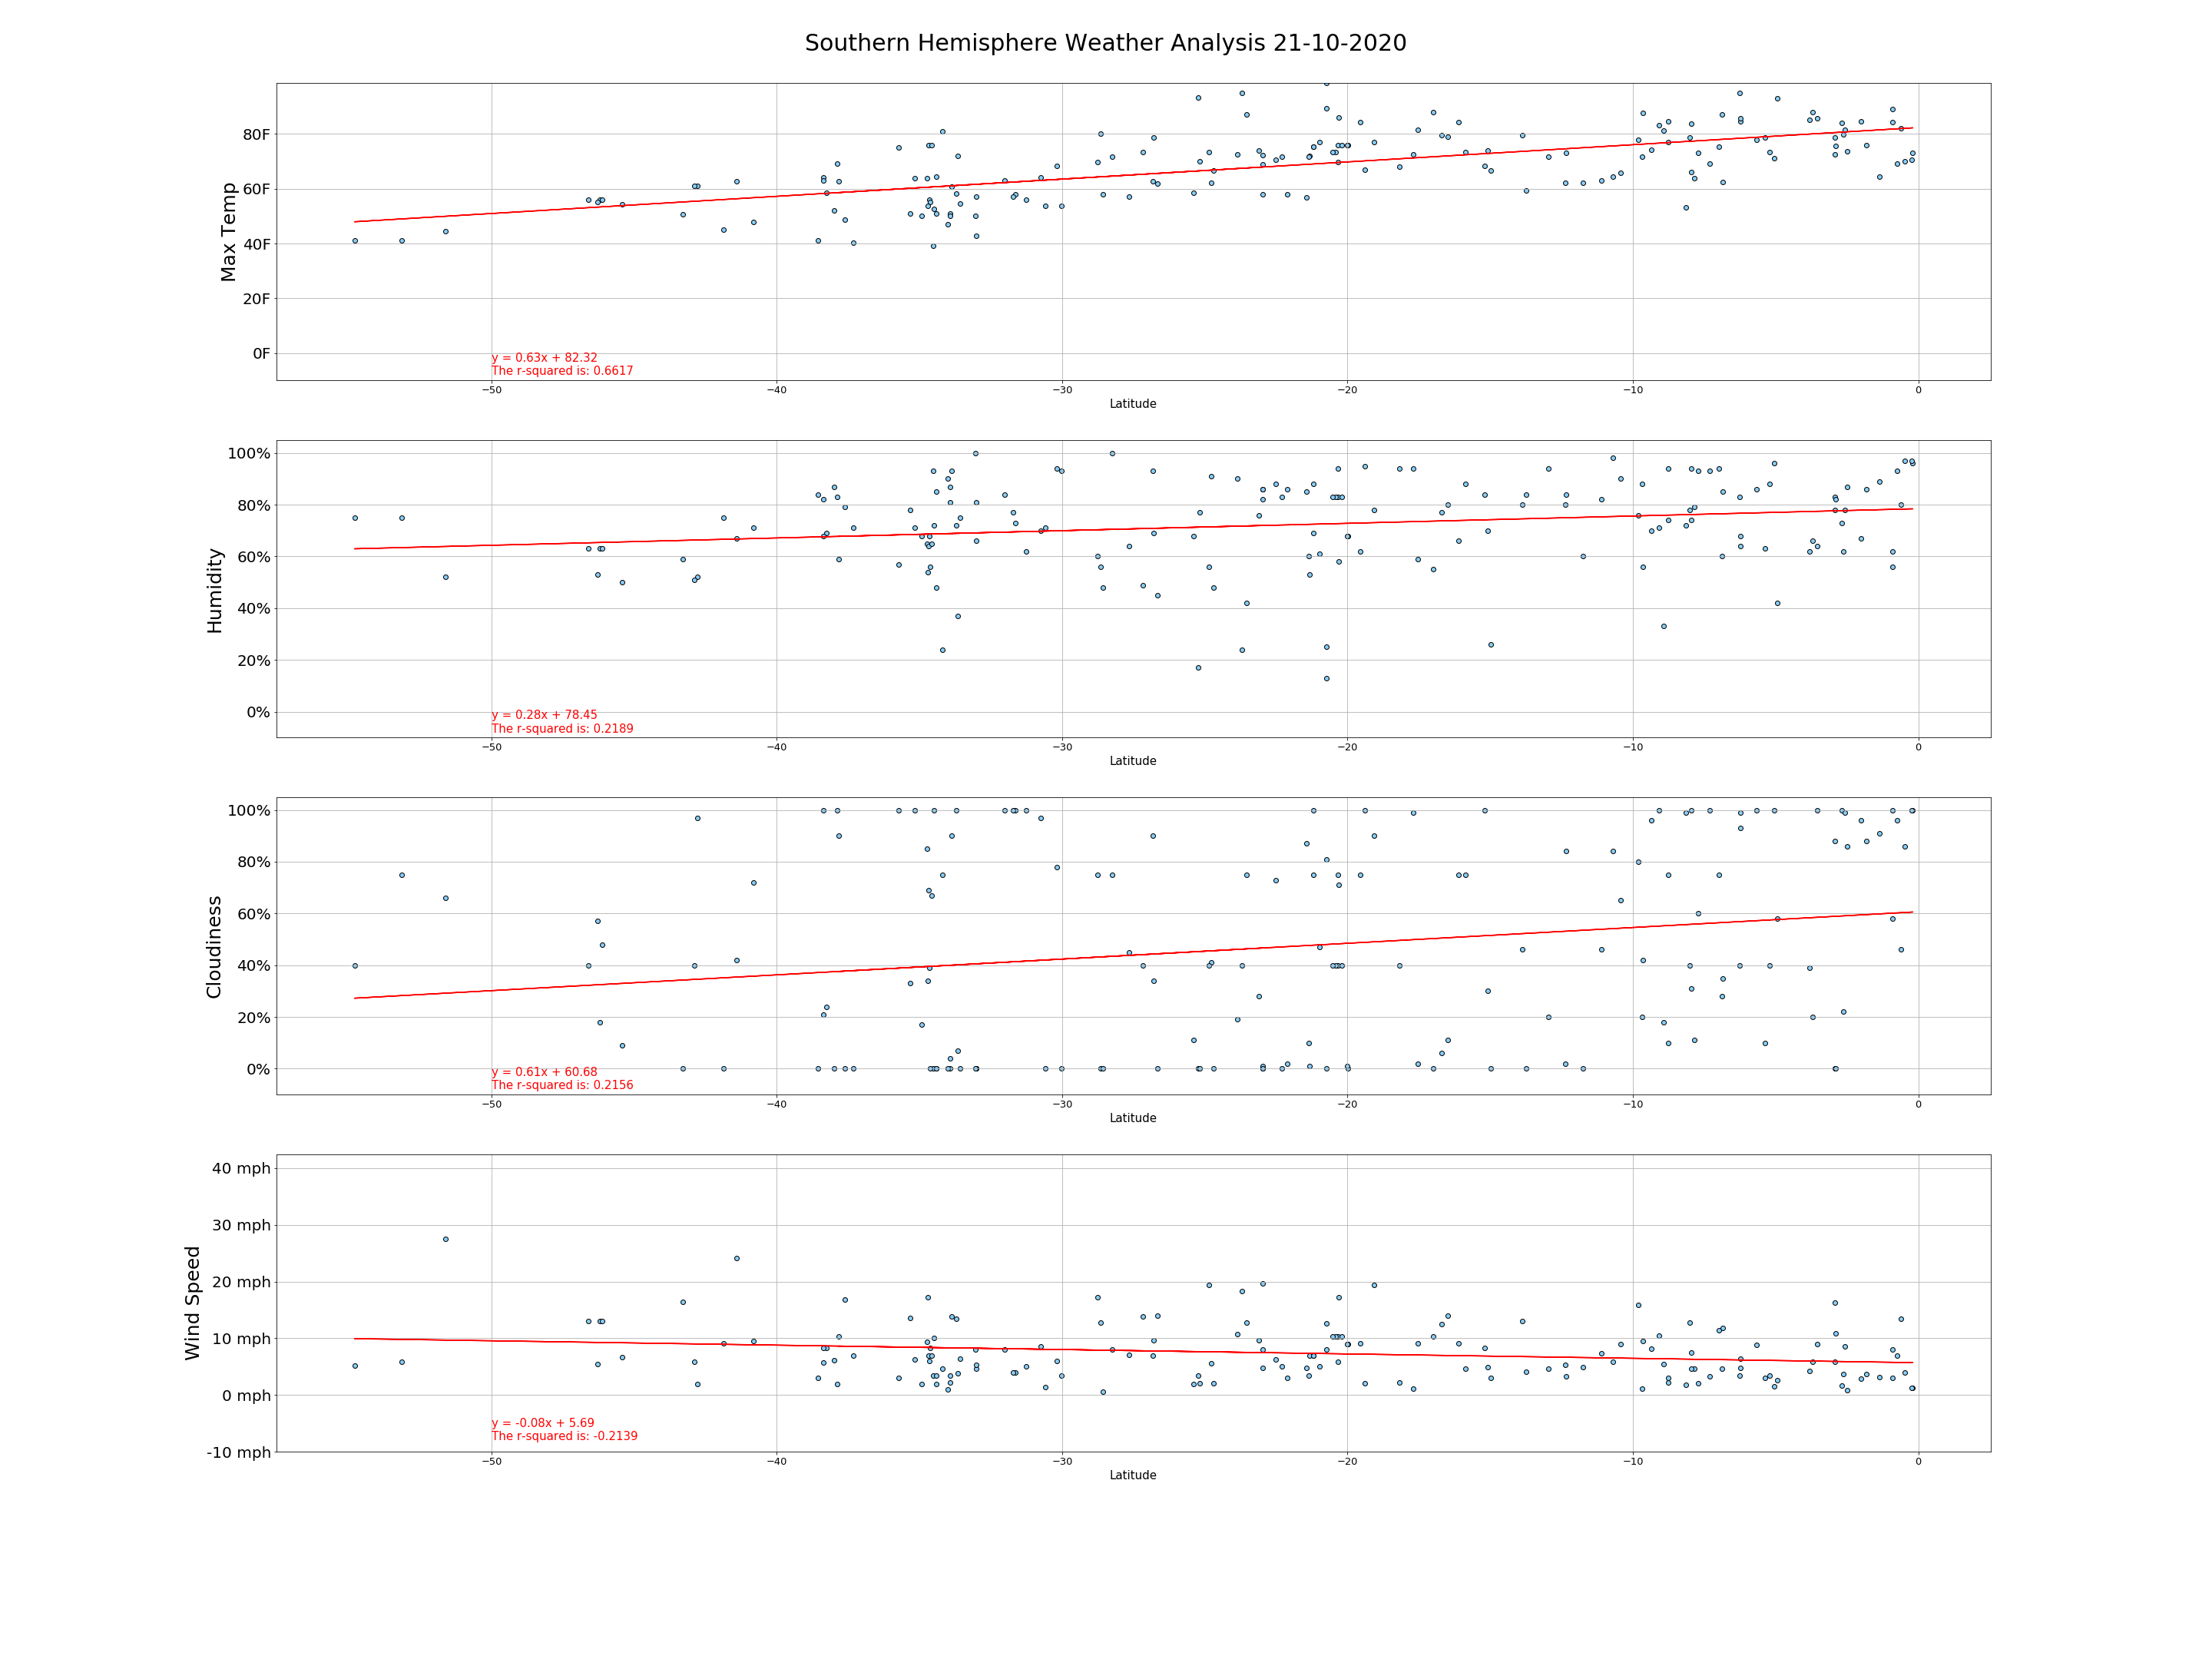 Southern Hemisphere Weather Analysis 21-10-2020
80F
60F
40F
20F
0F
Max Temp
y = 0.63x + 82.32
The r-squared is: 0.6617
−50 −40 −30 −20 −10 0
Latitude
100%
80%
60%
40%
20%
0%
Humidity
y = 0.28x + 78.45
The r-squared is: 0.2189
−50 −40 −30 −20 −10 0
Latitude
100%
80%
60%
40%
20%
0%
Cloudiness
y = 0.61x + 60.68
The r-squared is: 0.2156
−50 −40 −30 −20 −10 0
Latitude
40 mph
30 mph
20 mph
10 mph
0 mph
-10 mph
Wind Speed
y = -0.08x + 5.69
The r-squared is: -0.2139
−50 −40 −30 −20 −10 0
Latitude